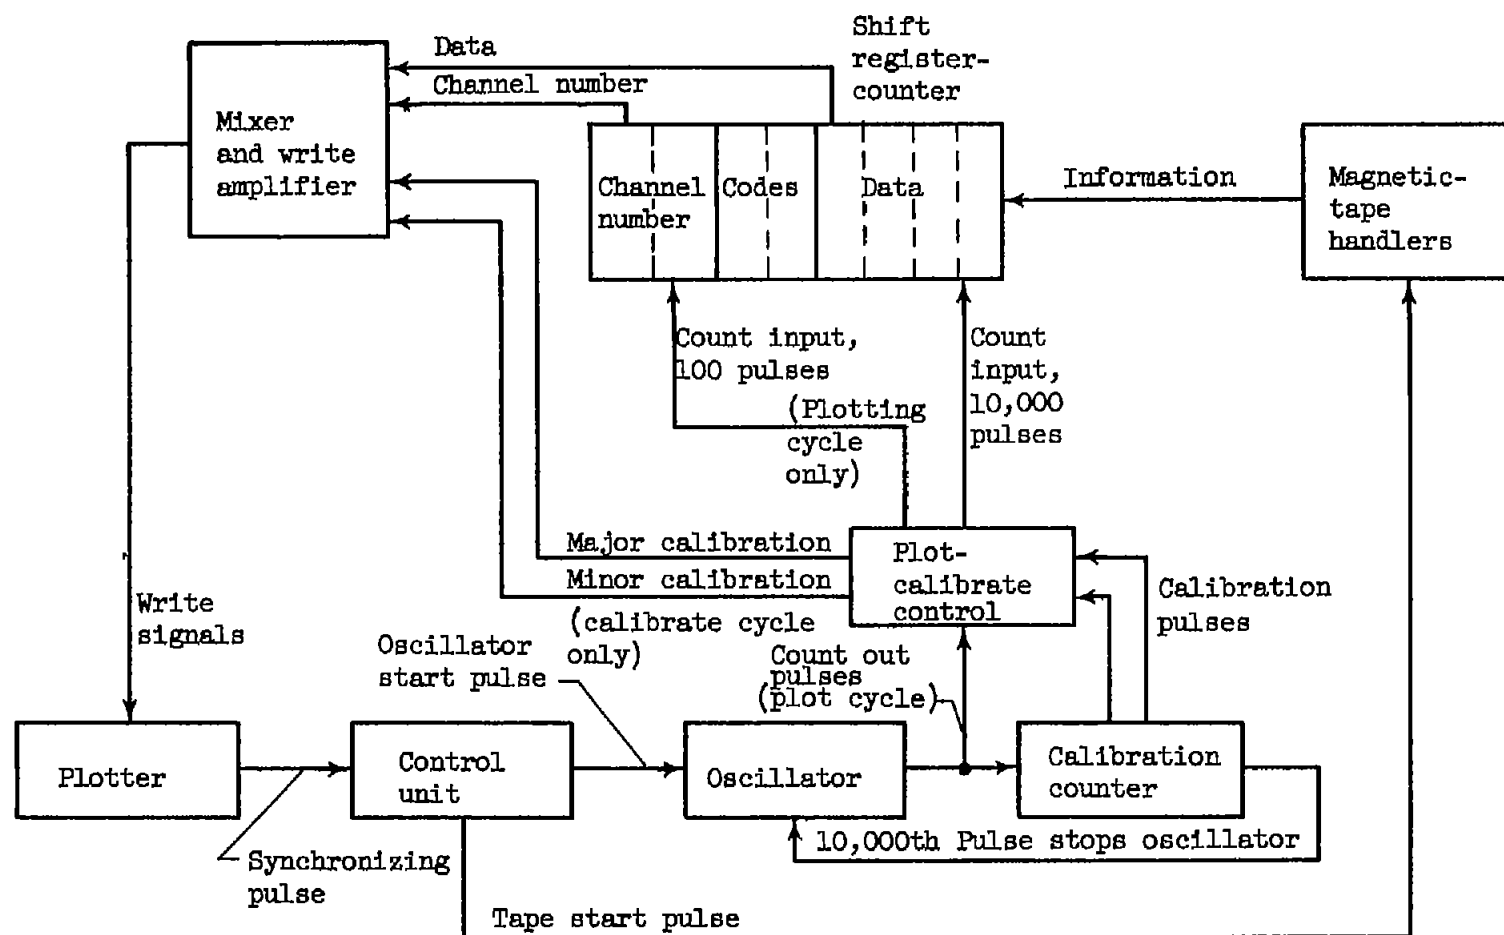 Shift
register-
counter
Data
Channel number
Mixer
and write
amplifier
Channel
number
Codes
Data
Information
Magnetic-
tape
handlers
Count input,
100 pulses
(Plotting
cycle
only)
Count
input,
10,000
pulses
Major calibration
Minor calibration
(calibrate cycle
only)
Plot-
calibrate
control
Calibration
pulses
Write
signals
Oscillator
start pulse
Count out
pulses
(plot cycle)
Plotter
Control
unit
Oscillator
Calibration
counter
10,000th Pulse stops oscillator
Synchronizing
pulse
Tape start pulse